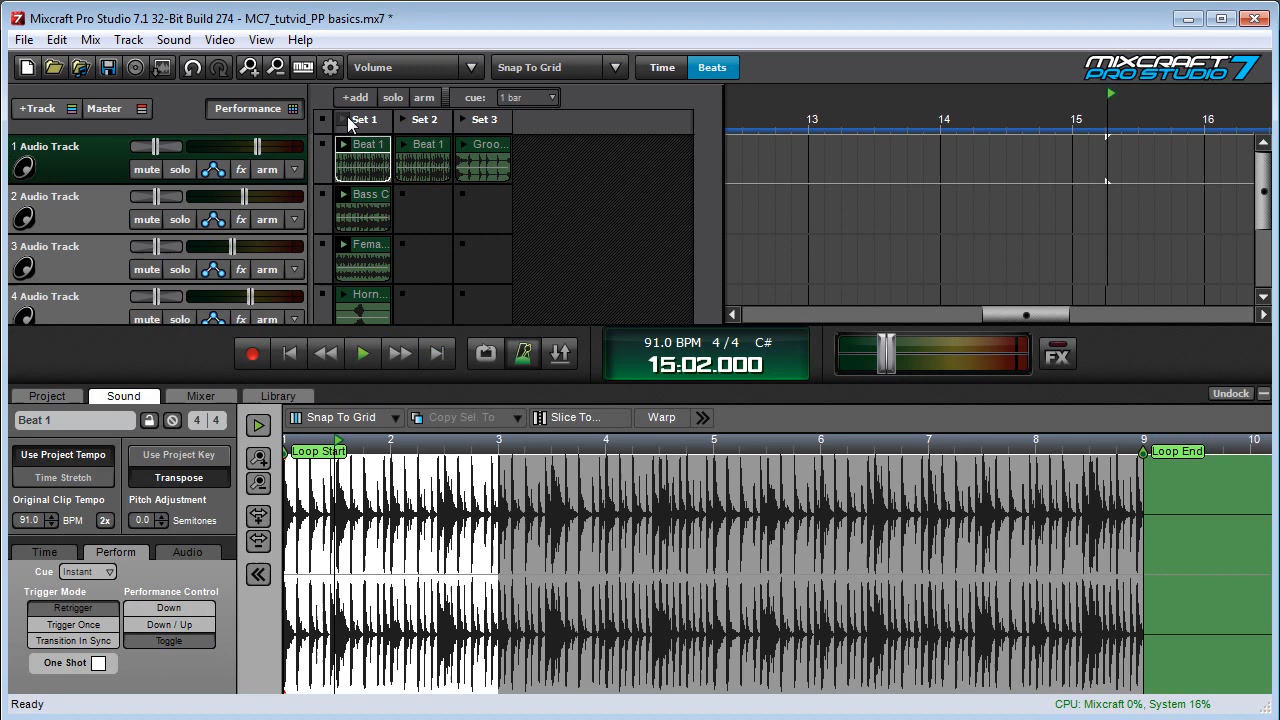 Mixcraft Pro Studio 7.1 32-Bit Build 274 - MC7_tutvid_PP basics.mx7 *
File Edit Mix Track Sound Video View Help
Volume Snap To Grid Time Beats MIXCRAFT PRO STUDIO 7
+add solo arm cue: 1 bar
+Track Master Performance
Set 1 Set 2 Set 3 13 14 15 16
1 Audio Track Beat 1 Beat 1 Groo...
mute solo fx arm
2 Audio Track Bass C
mute solo fx arm
3 Audio Track Fema...
mute solo fx arm
4 Audio Track Horn...
mute solo fx arm
91.0 BPM 4 / 4 C#
15:02.000 FX
Project Sound Mixer Library Undock
Beat 1 4 4 Snap To Grid Copy Sel. To Slice To... Warp
1 2 3 4 5 6 7 8 9 10
Loop Start Loop End
Use Project Tempo Use Project Key
Time Stretch Transpose
Original Clip Tempo Pitch Adjustment
91.0 BPM 2x 0.0 Semitones
Time Perform Audio
Cue Instant
Trigger Mode Performance Control
Retrigger Down
Trigger Once Down / Up
Transition In Sync Toggle
One Shot
Ready CPU: Mixcraft 0%, System 16%